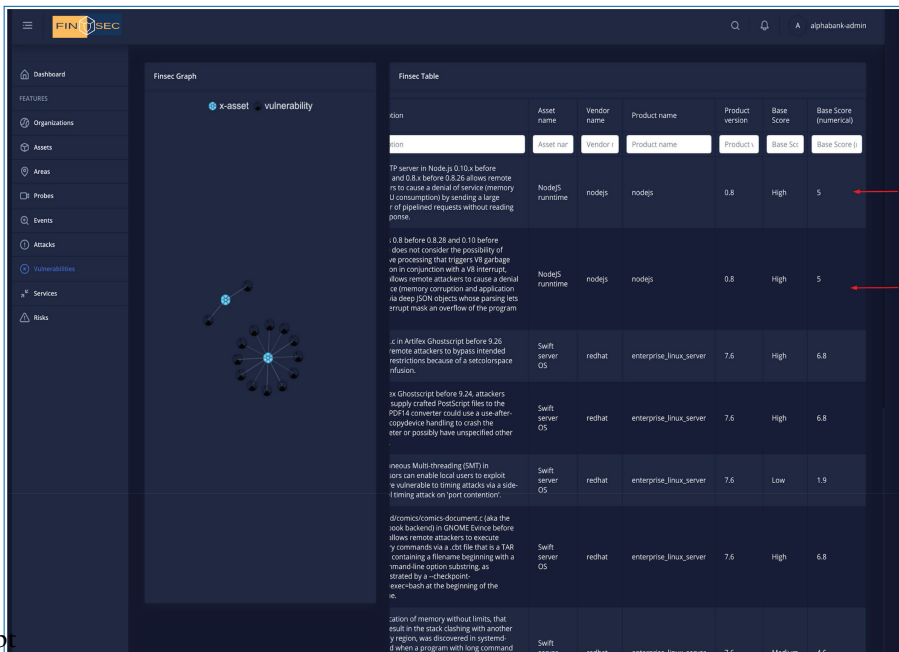 FINSEC
alphabank-admin
A
Dashboard
FEATURES
Organizations
Assets
Areas
Probes
Events
Attacks
Vulnerabilities
Services
Risks
Finsec Graph
x-asset vulnerability
Finsec Table
Asset name
Vendor name
Product name
Product version
Base Score
Base Score (numerical)
Product name
TP server in Node.js 0.10.x before
and 0.8.x before 0.8.26 allows remote
rs to cause a denial of service (memory
U consumption) by sending a large
r of pipelined requests without reading
ponse.
NodeJS runntime
nodejs
nodejs
0.8
High
5
0.8 before 0.8.28 and 0.10 before
does not consider the possibility of
ve processing that triggers V8 garbage
on in conjunction with a V8 interrupt,
llows remote attackers to cause a denial
ce (memory corruption and application
via deep JSON objects whose parsing lets
errupt mask an overflow of the program
NodeJS runntime
nodejs
nodejs
0.8
High
5
.c in Artifex Ghostscript before 9.26
remote attackers to bypass intended
restrictions because of a setcolorspace
nfusion.
Swift server OS
redhat
enterprise_linux_server
7.6
High
6.8
ex Ghostscript before 9.24, attackers
supply crafted PostScript files to the
PDF14 converter could use a use-after-
copydevice handling to crash the
eter or possibly have unspecified other
Swift server OS
redhat
enterprise_linux_server
7.6
High
6.8
aneous Multi-threading (SMT) in
sors can enable local users to exploit
e vulnerable to timing attacks via a side-
l timing attack on 'port contention'.
Swift server OS
redhat
enterprise_linux_server
7.6
Low
1.9
d/comics/comics-document.c (aka the
ook backend) in GNOME Evince before
allows remote attackers to execute
ry commands via a .cbt file that is a TAR
containing a filename beginning with a
mmand-line option substring, as
strated by a --checkpoint-
exec=bash at the beginning of the
Swift server OS
redhat
enterprise_linux_server
7.6
High
6.8
cation of memory without limits, that
esult in the stack clashing with another
y region, was discovered in systemd-
d when a program with long command
Swift